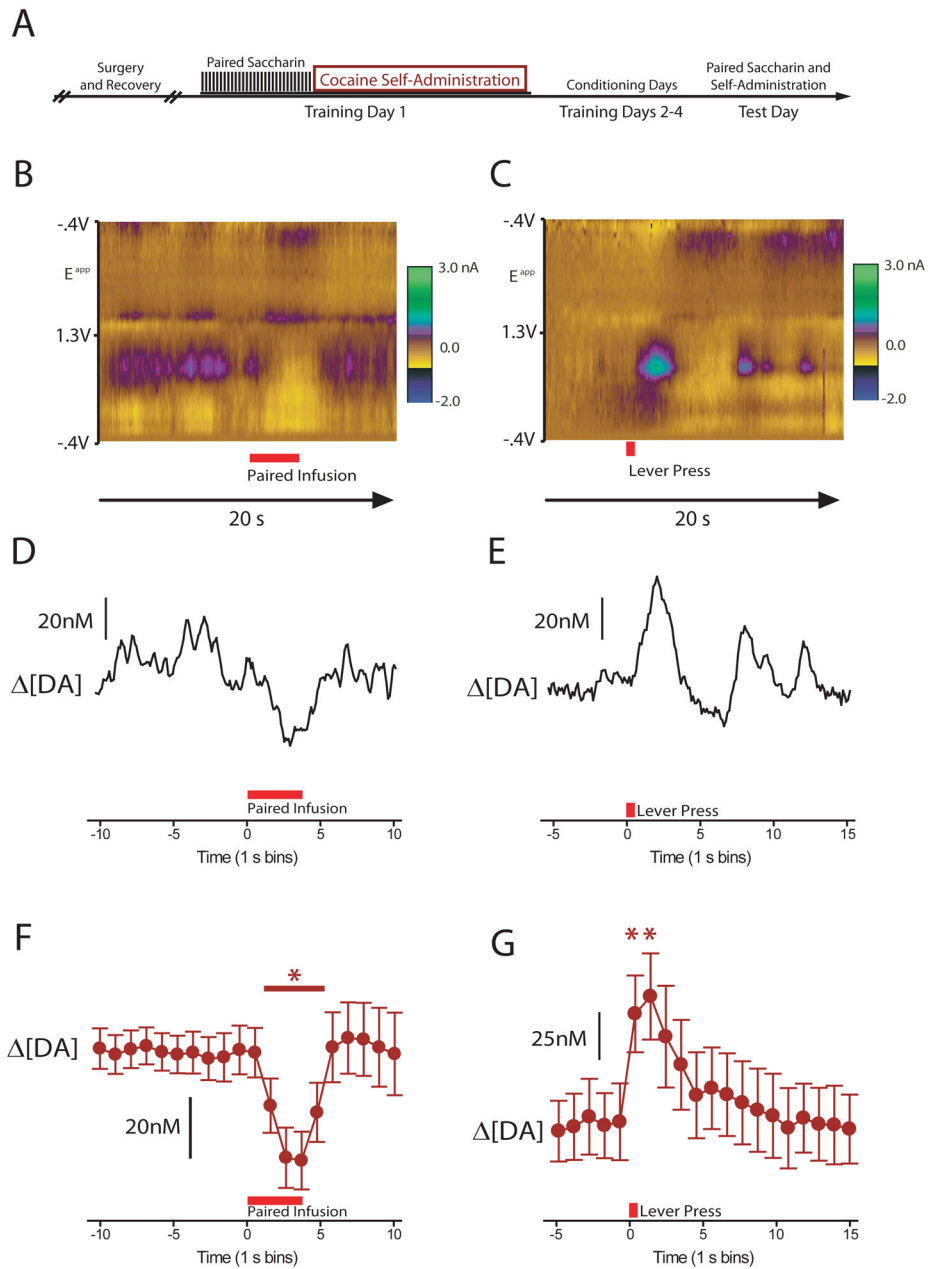 A
Surgery
and Recovery
Paired Saccharin
Cocaine Self-Administration
Training Day 1
Conditioning Days
Training Days 2-4
Paired Saccharin and
Self-Administration
Test Day
B
-.4V
E app
1.3V
-.4V
3.0 nA
0.0
-2.0
Paired Infusion
20 s
C
-.4V
E app
1.3V
-.4V
3.0 nA
0.0
-2.0
Lever Press
20 s
D
20nM
Δ[DA]
Paired Infusion
-10 -5 0 5 10
Time (1 s bins)
E
20nM
Δ[DA]
Lever Press
-5 0 5 10 15
Time (1 s bins)
F
*
Δ[DA]
20nM
Paired Infusion
-10 -5 0 5 10
Time (1 s bins)
G
* *
25nM
Δ[DA]
Lever Press
-5 0 5 10 15
Time (1 s bins)